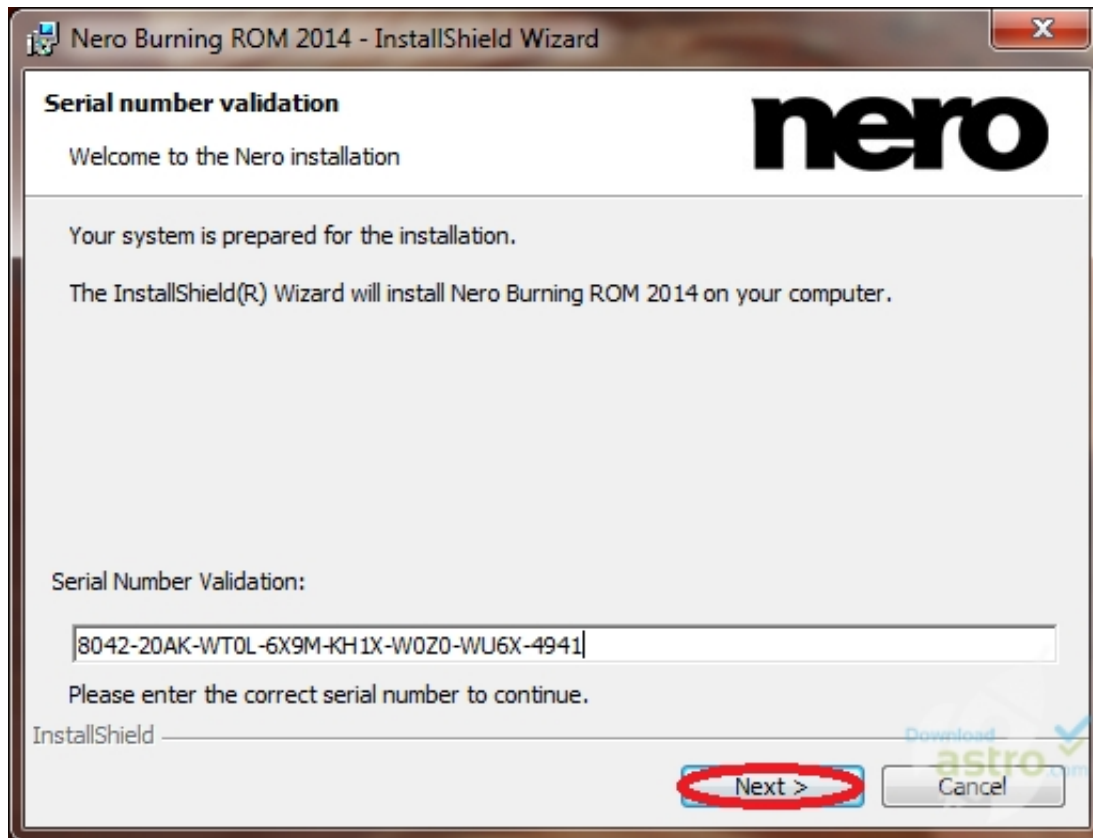 Nero Burning ROM 2014 - InstallShield Wizard
Serial number validation
nero
Welcome to the Nero installation
Your system is prepared for the installation.
The InstallShield(R) Wizard will install Nero Burning ROM 2014 on your computer.
Serial Number Validation:
8042-20AK-WT0L-6X9M-KH1X-W0Z0-WU6X-4941
Please enter the correct serial number to continue.
InstallShield
Download
astro.com
Next >
Cancel